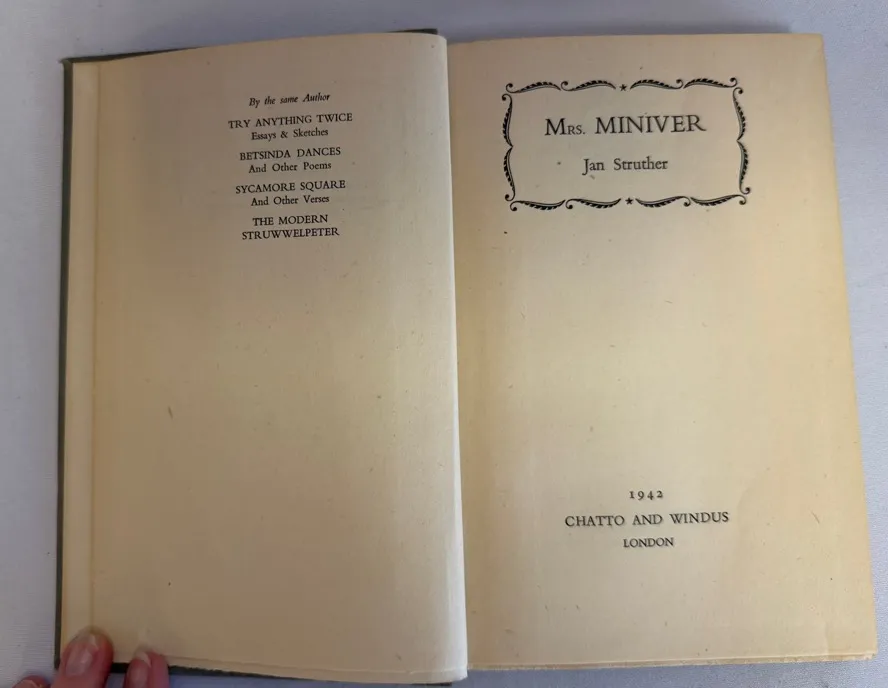 By the same Author
TRY ANYTHING TWICE
Essays & Sketches
BETSINDA DANCES
And Other Poems
SYCAMORE SQUARE
And Other Verses
THE MODERN
STRUWWELPETER
MRS. MINIVER
Jan Struther
1942
CHATTO AND WINDUS
LONDON